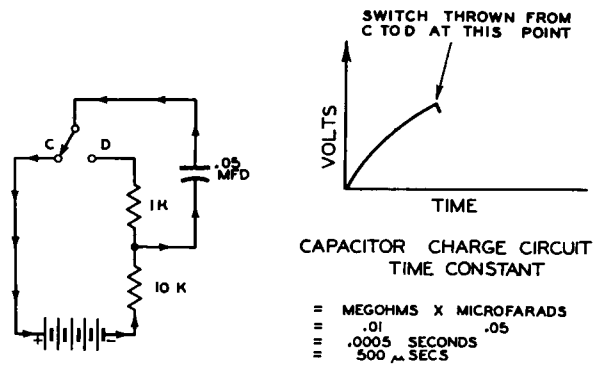 SWITCH THROWN FROM
C TO D AT THIS POINT
C D
.05
MFD
1K
10 K
+ -
VOLTS
TIME
CAPACITOR CHARGE CIRCUIT
TIME CONSTANT
= MEGOHMS X MICROFARADS
= .01 .05
= .0005 SECONDS
= 500 μ SECS